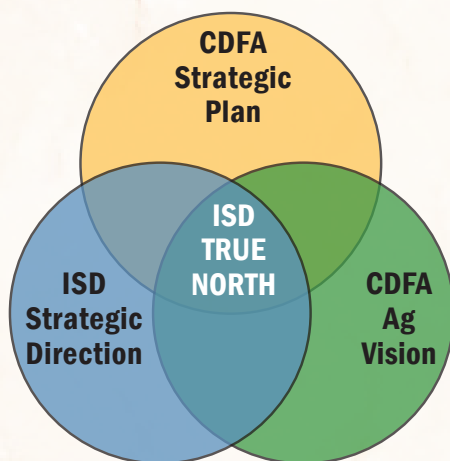 CDFA
Strategic
Plan
ISD
TRUE
NORTH
ISD
Strategic
Direction
CDFA
Ag
Vision